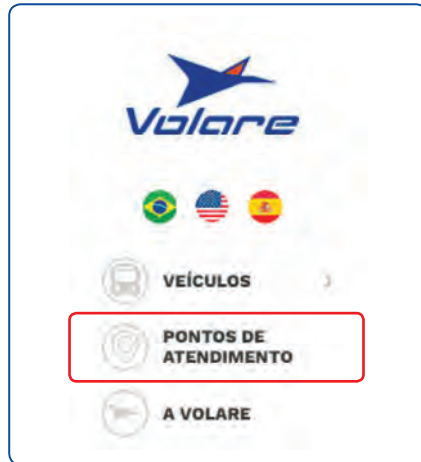 Volare
VEÍCULOS
PONTOS DE
ATENDIMENTO
A VOLARE